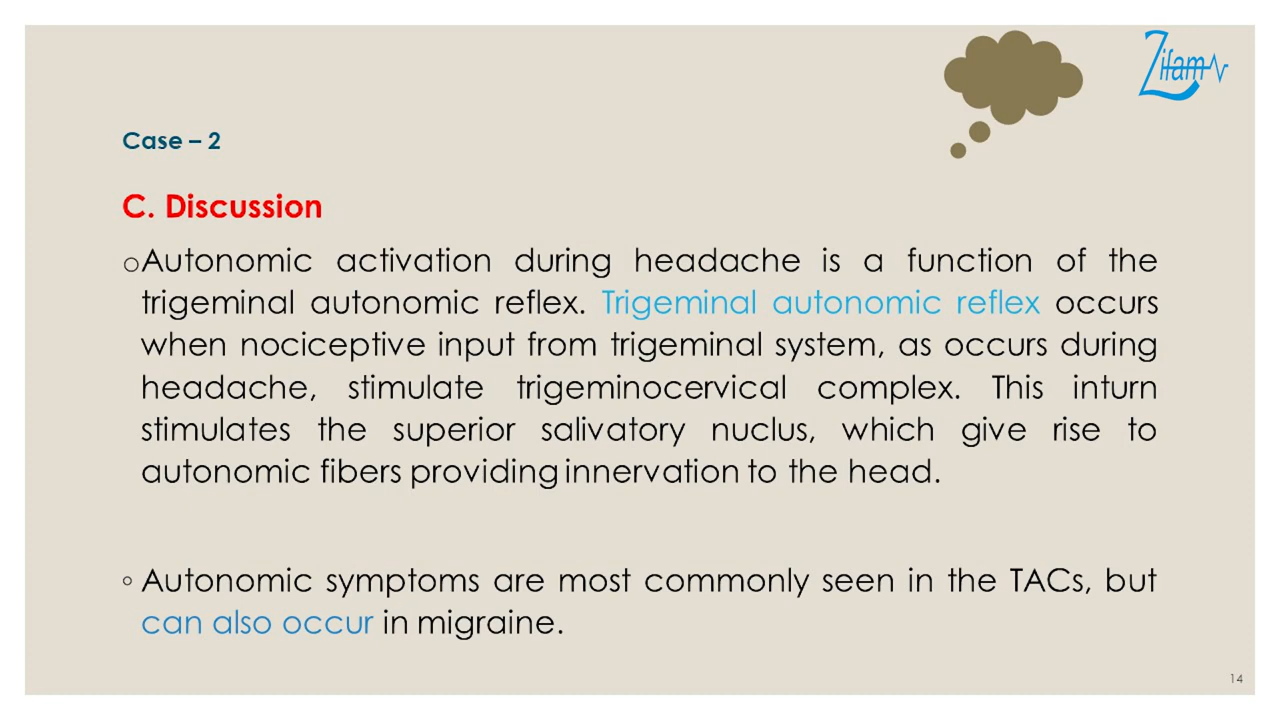 Zifam
Case – 2
C. Discussion
oAutonomic activation during headache is a function of the
trigeminal autonomic reflex. Trigeminal autonomic reflex occurs
when nociceptive input from trigeminal system, as occurs during
headache, stimulate trigeminocervical complex. This inturn
stimulates the superior salivatory nuclus, which give rise to
autonomic fibers providing innervation to the head.
◦ Autonomic symptoms are most commonly seen in the TACs, but
can also occur in migraine.
14